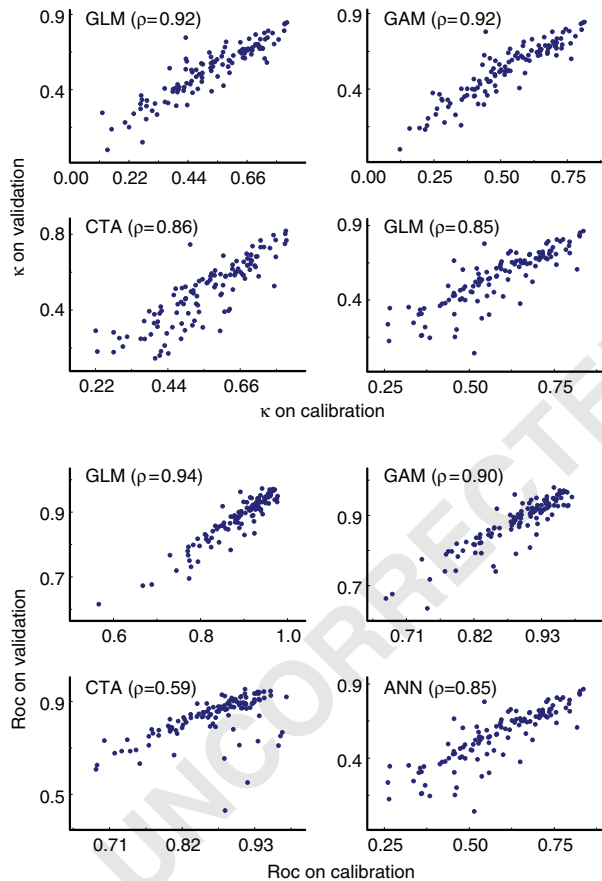 GLM (ρ=0.92)
GAM (ρ=0.92)
0.9
0.4
0.00 0.22 0.44 0.66
0.9
0.4
0.00 0.25 0.50 0.75
CTA (ρ=0.86)
GLM (ρ=0.85)
0.8
0.4
0.22 0.44 0.66
0.9
0.4
0.25 0.50 0.75
κ on validation
κ on calibration
GLM (ρ=0.94)
GAM (ρ=0.90)
0.9
0.7
0.6 0.8 1.0
0.9
0.7
0.71 0.82 0.93
CTA (ρ=0.59)
ANN (ρ=0.85)
0.9
0.5
0.71 0.82 0.93
0.9
0.4
0.25 0.50 0.75
Roc on validation
Roc on calibration
UNCORRECTE